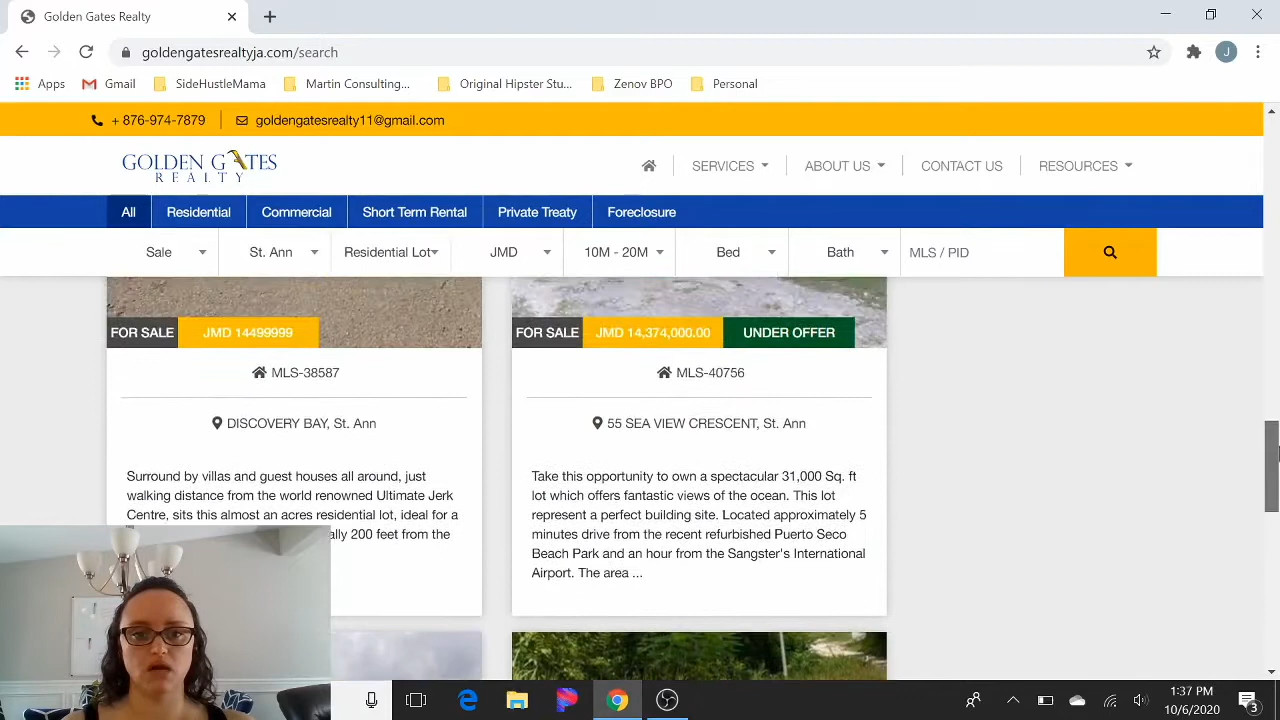 Golden Gates Realty
goldengatesrealtyja.com/search
J
Apps Gmail SideHustleMama Martin Consulting... Original Hipster Stu... Zenov BPO Personal
+ 876-974-7879 goldengatesrealty11@gmail.com
GOLDEN GATES
REALTY
SERVICES ABOUT US CONTACT US RESOURCES
All Residential Commercial Short Term Rental Private Treaty Foreclosure
Sale St. Ann Residential Lot JMD 10M - 20M Bed Bath MLS / PID
FOR SALE JMD 14499999
MLS-38587
DISCOVERY BAY, St. Ann
Surround by villas and guest houses all around, just
walking distance from the world renowned Ultimate Jerk
Centre, sits this almost an acres residential lot, ideal for a
ally 200 feet from the
FOR SALE JMD 14,374,000.00 UNDER OFFER
MLS-40756
55 SEA VIEW CRESCENT, St. Ann
Take this opportunity to own a spectacular 31,000 Sq. ft
lot which offers fantastic views of the ocean. This lot
represent a perfect building site. Located approximately 5
minutes drive from the recent refurbished Puerto Seco
Beach Park and an hour from the Sangster's International
Airport. The area ...
1:37 PM
10/6/2020
3